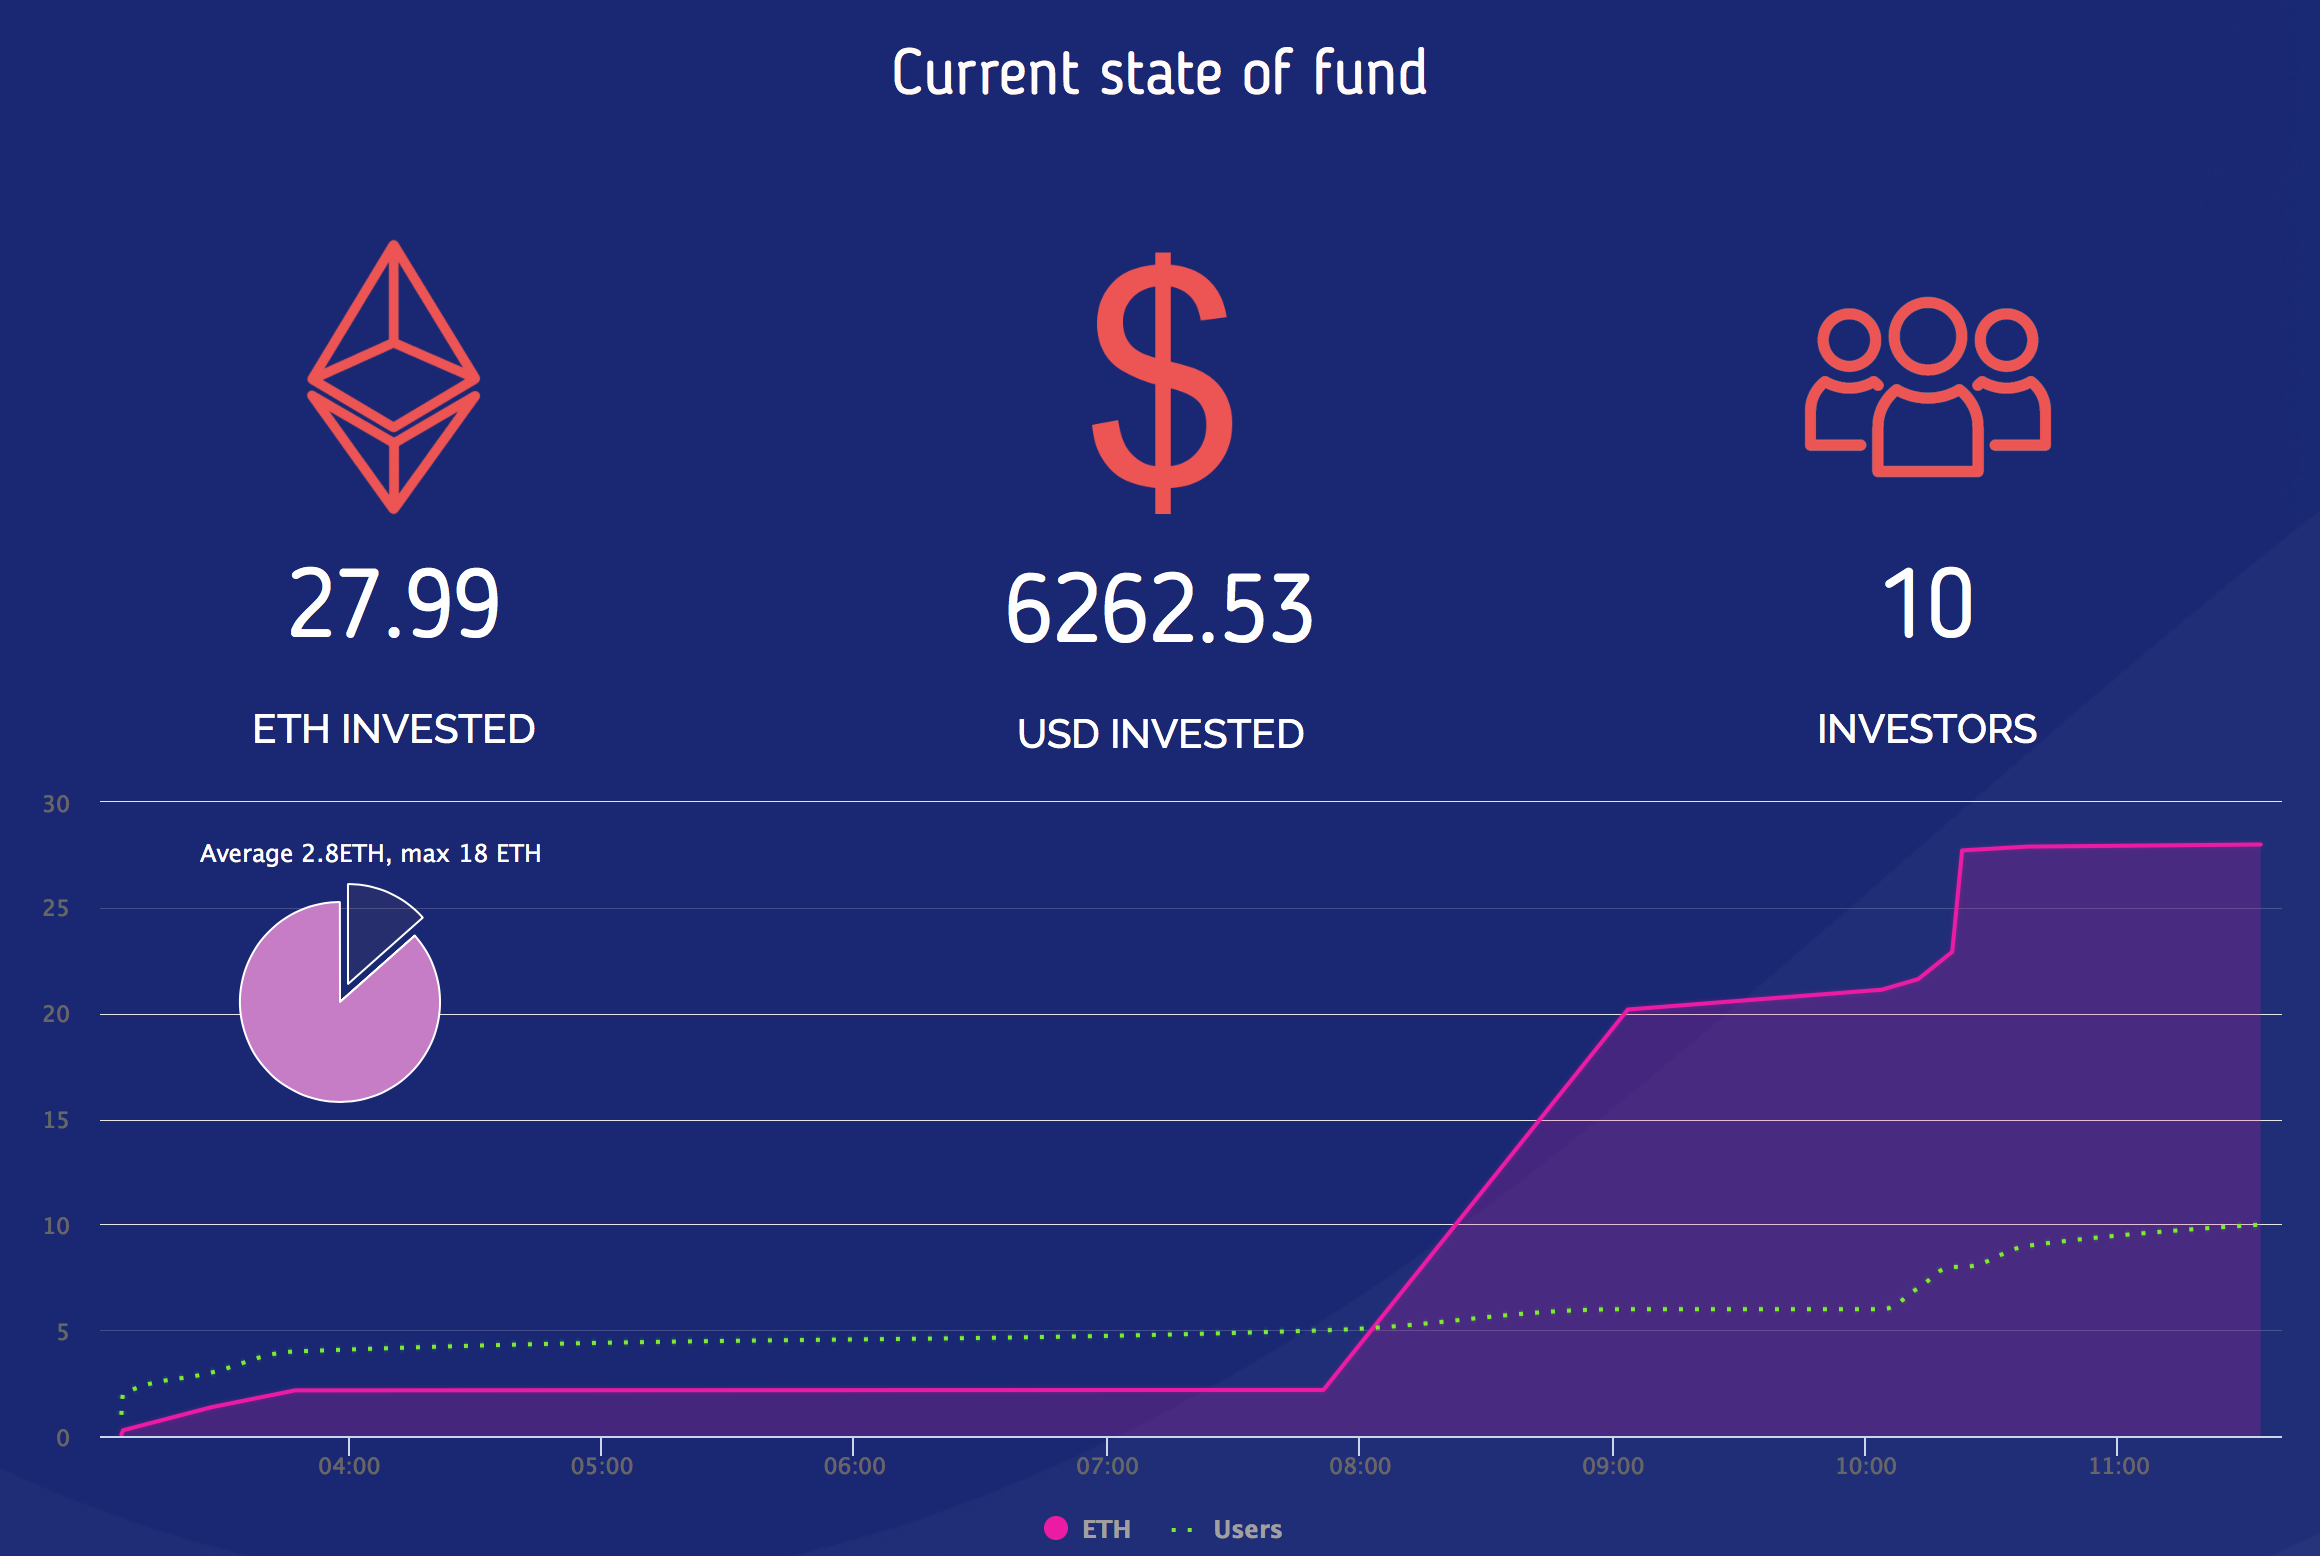 Current state of fund
$
27.99
6262.53
10
ETH INVESTED
USD INVESTED
INVESTORS
30
Average 2.8ETH, max 18 ETH
25
20
15
10
5
0
04:00
05:00
06:00
07:00
08:00
09:00
10:00
11:00
ETH
Users